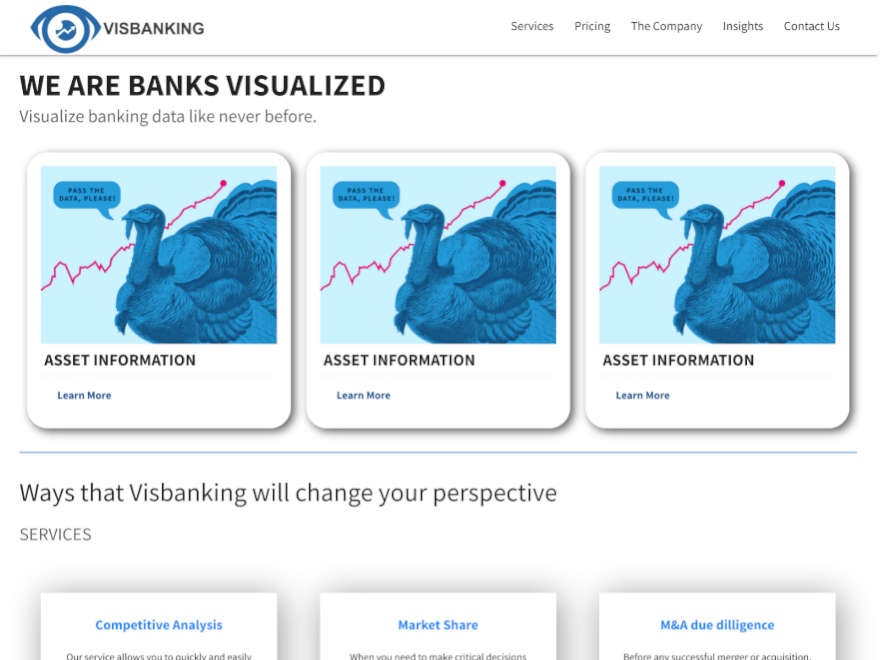 VISBANKING
Services Pricing The Company Insights Contact Us
WE ARE BANKS VISUALIZED
Visualize banking data like never before.
PASS THE
DATA, PLEASE!
ASSET INFORMATION
Learn More
PASS THE
DATA, PLEASE!
ASSET INFORMATION
Learn More
PASS THE
DATA, PLEASE!
ASSET INFORMATION
Learn More
Ways that Visbanking will change your perspective
SERVICES
Competitive Analysis
Our service allows you to quickly and easily
Market Share
When you need to make critical decisions
M&A due dilligence
Before any successful merger or acquisition,